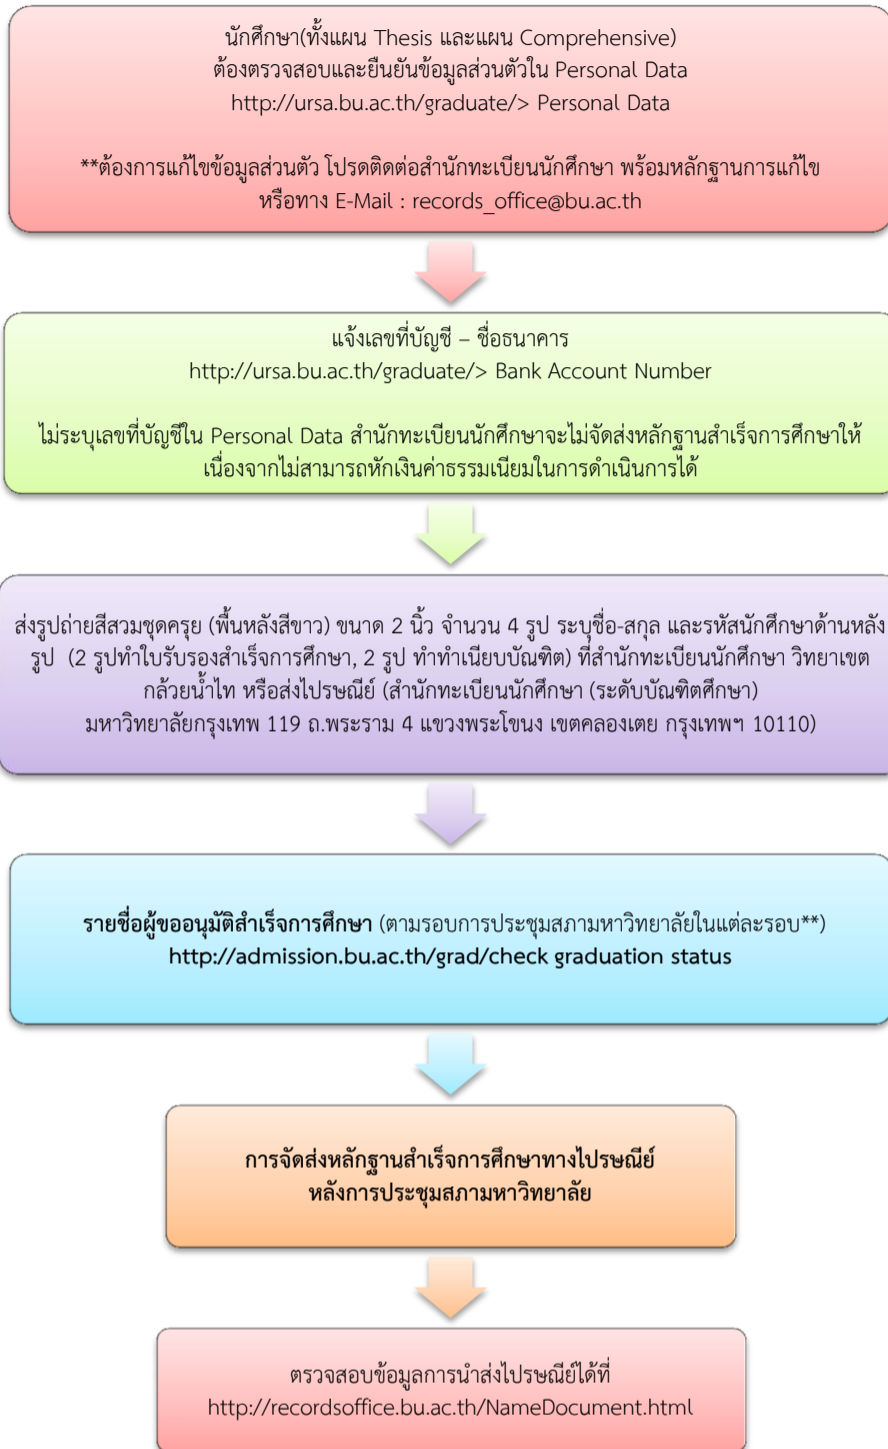 นักศึกษา(ทั้งแผน Thesis และแผน Comprehensive)
ต้องตรวจสอบและยืนยันข้อมูลส่วนตัวใน Personal Data
http://ursa.bu.ac.th/graduate/> Personal Data
**ต้องการแก้ไขข้อมูลส่วนตัว โปรดติดต่อสำนักทะเบียนนักศึกษา พร้อมหลักฐานการแก้ไข
หรือทาง E-Mail : records_office@bu.ac.th
แจ้งเลขที่บัญชี – ชื่อธนาคาร
http://ursa.bu.ac.th/graduate/> Bank Account Number
ไม่ระบุเลขที่บัญชีใน Personal Data สำนักทะเบียนนักศึกษาจะไม่จัดส่งหลักฐานสำเร็จการศึกษาให้
เนื่องจากไม่สามารถหักเงินค่าธรรมเนียมในการดำเนินการได้
ส่งรูปถ่ายสีสวมชุดครุย (พื้นหลังสีขาว) ขนาด 2 นิ้ว จำนวน 4 รูป ระบุชื่อ-สกุล และรหัสนักศึกษาด้านหลัง
รูป (2 รูปทำใบรับรองสำเร็จการศึกษา, 2 รูป ทำทำเนียบบัณฑิต) ที่สำนักทะเบียนนักศึกษา วิทยาเขต
กล้วยน้ำไท หรือส่งไปรษณีย์ (สำนักทะเบียนนักศึกษา (ระดับบัณฑิตศึกษา)
มหาวิทยาลัยกรุงเทพ 119 ถ.พระราม 4 แขวงพระโขนง เขตคลองเตย กรุงเทพฯ 10110)
รายชื่อผู้ขออนุมัติสำเร็จการศึกษา (ตามรอบการประชุมสภามหาวิทยาลัยในแต่ละรอบ**)
http://admission.bu.ac.th/grad/check graduation status
การจัดส่งหลักฐานสำเร็จการศึกษาทางไปรษณีย์
หลังการประชุมสภามหาวิทยาลัย
ตรวจสอบข้อมูลการนำส่งไปรษณีย์ได้ที่
http://recordsoffice.bu.ac.th/NameDocument.html